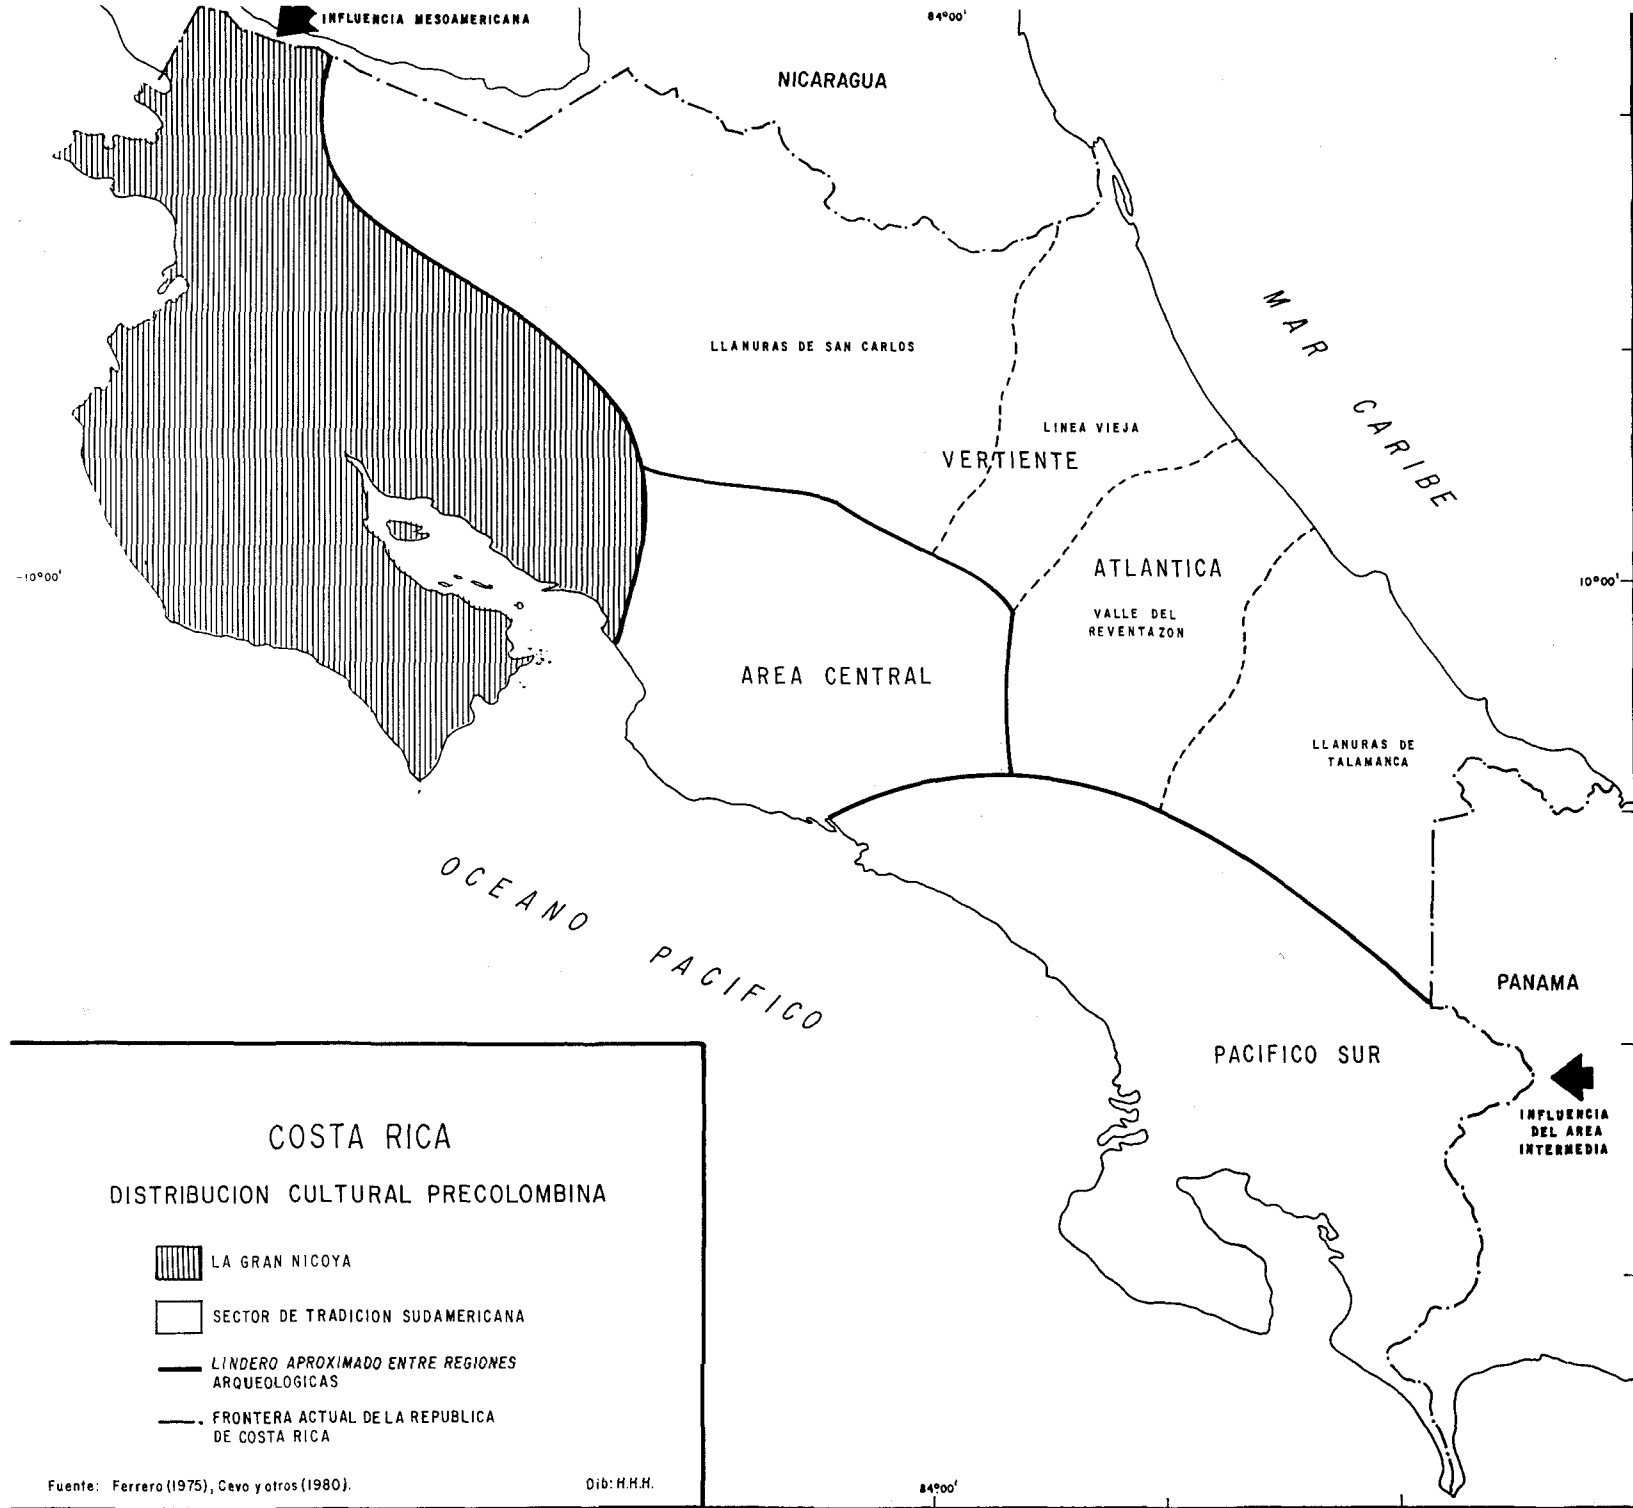 INFLUENCIA MESOAMERICANA
84°00'
NICARAGUA
MAR CARIBE
LLANURAS DE SAN CARLOS
LINEA VIEJA
VERTIENTE
ATLANTICA
-10°00'
10°00'
VALLE DEL
REVENTAZON
AREA CENTRAL
LLANURAS DE
TALAMANCA
OCEANO PACIFICO
PANAMA
PACIFICO SUR
INFLUENCIA
DEL AREA
INTERMEDIA
COSTA RICA
DISTRIBUCION CULTURAL PRECOLOMBINA
LA GRAN NICOYA
SECTOR DE TRADICION SUDAMERICANA
LINDERO APROXIMADO ENTRE REGIONES
ARQUEOLOGICAS
FRONTERA ACTUAL DE LA REPUBLICA
DE COSTA RICA
Fuente: Ferrero (1975), Cevo y otros (1980).
Dib: H.H.H.
84°00'